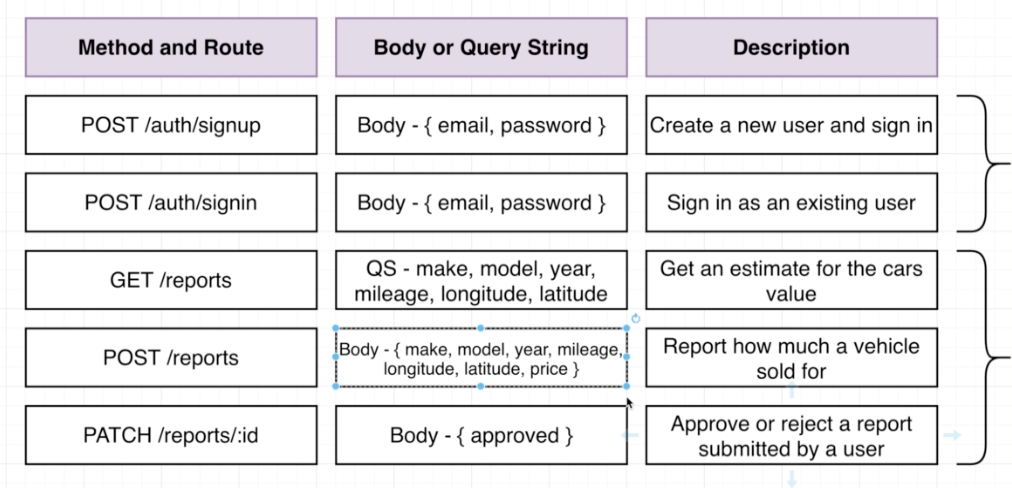 Method and Route
Body or Query String
Description
POST /auth/signup
Body - { email, password }
Create a new user and sign in
POST /auth/signin
Body - { email, password }
Sign in as an existing user
GET /reports
QS - make, model, year,
mileage, longitude, latitude
Get an estimate for the cars
value
POST /reports
Body - { make, model, year, mileage,
longitude, latitude, price }
Report how much a vehicle
sold for
PATCH /reports/:id
Body - { approved }
Approve or reject a report
submitted by a user